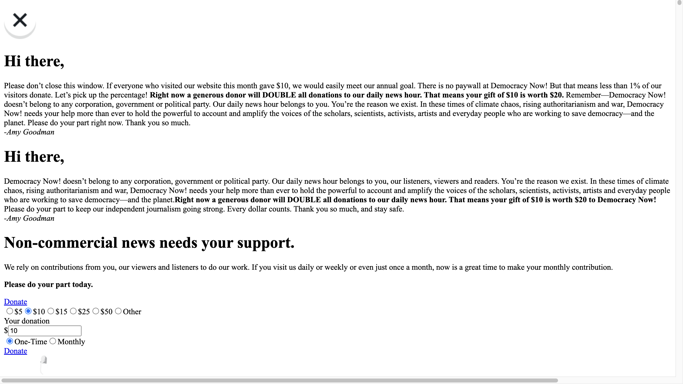 Hi there,
Please don’t close this window. If everyone who visited our website this month gave $10, we would easily meet our annual goal. There is no paywall at Democracy Now! But that means less than 1% of our
visitors donate. Let’s pick up the percentage! Right now a generous donor will DOUBLE all donations to our daily news hour. That means your gift of $10 is worth $20. Remember—Democracy Now!
doesn’t belong to any corporation, government or political party. Our daily news hour belongs to you. You’re the reason we exist. In these times of climate chaos, rising authoritarianism and war, Democracy
Now! needs your help more than ever to hold the powerful to account and amplify the voices of the scholars, scientists, activists, artists and everyday people who are working to save democracy—and the
planet. Please do your part right now. Thank you so much.
-Amy Goodman
Hi there,
Democracy Now! doesn’t belong to any corporation, government or political party. Our daily news hour belongs to you, our listeners, viewers and readers. You’re the reason we exist. In these times of climate
chaos, rising authoritarianism and war, Democracy Now! needs your help more than ever to hold the powerful to account and amplify the voices of the scholars, scientists, activists, artists and everyday people
who are working to save democracy—and the planet.Right now a generous donor will DOUBLE all donations to our daily news hour. That means your gift of $10 is worth $20 to Democracy Now!
Please do your part to keep our independent journalism going strong. Every dollar counts. Thank you so much, and stay safe.
-Amy Goodman
Non-commercial news needs your support.
We rely on contributions from you, our viewers and listeners to do our work. If you visit us daily or weekly or even just once a month, now is a great time to make your monthly contribution.
Please do your part today.
Donate
$5 $10 $15 $25 $50 Other
Your donation
$10
One-Time Monthly
Donate